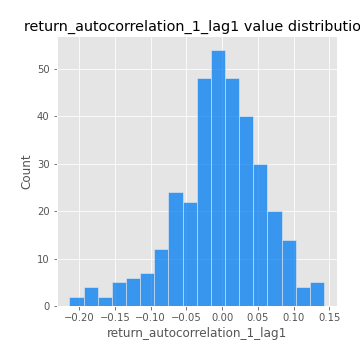 return_autocorrelation_1_lag1 value distributio
50
40
30
20
10
0
Count
−0.20 −0.15 −0.10 −0.05 0.00 0.05 0.10 0.15
return_autocorrelation_1_lag1